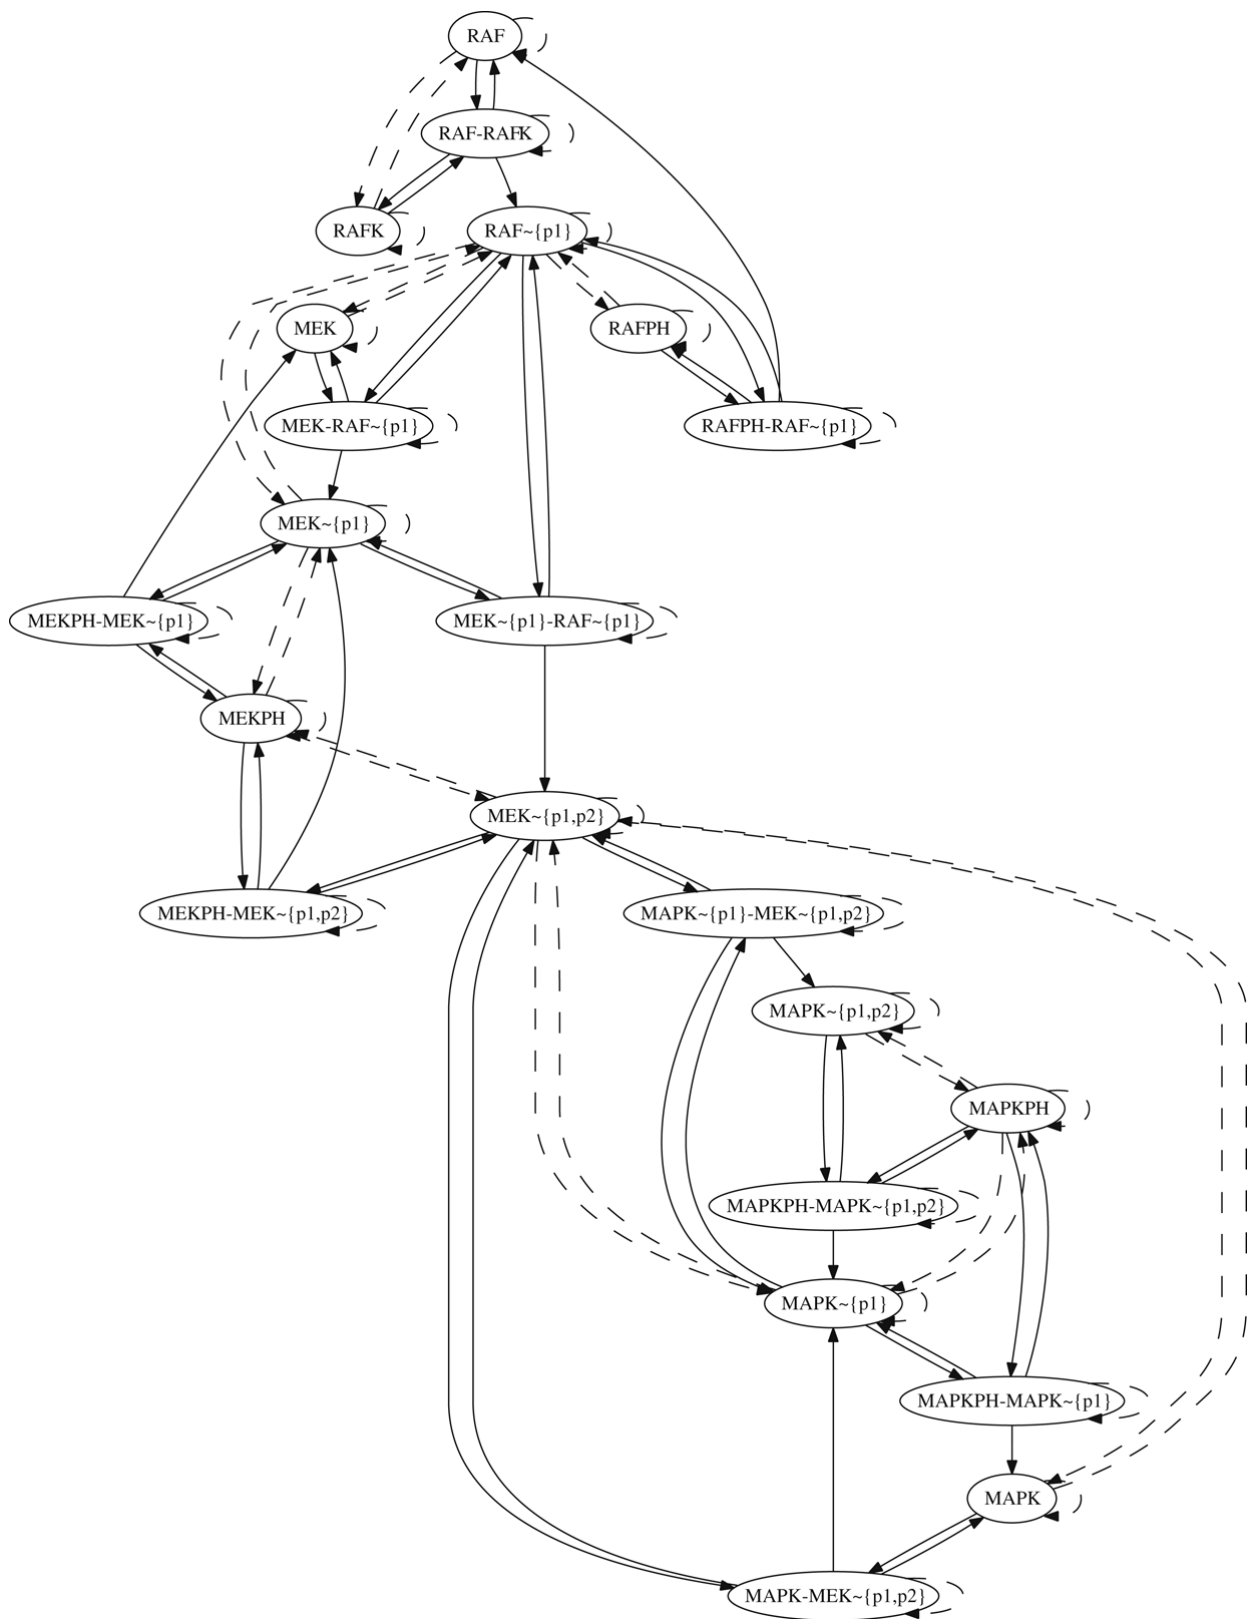 RAF
RAF-RAFK
RAFK
RAF~{p1}
MEK
RAFPH
MEK-RAF~{p1}
RAFPH-RAF~{p1}
MEK~{p1}
MEKPH-MEK~{p1}
MEK~{p1}-RAF~{p1}
MEKPH
MEK~{p1,p2}
MEKPH-MEK~{p1,p2}
MAPK~{p1}-MEK~{p1,p2}
MAPK~{p1,p2}
MAPKPH
MAPKPH-MAPK~{p1,p2}
MAPK~{p1}
MAPKPH-MAPK~{p1}
MAPK
MAPK-MEK~{p1,p2}